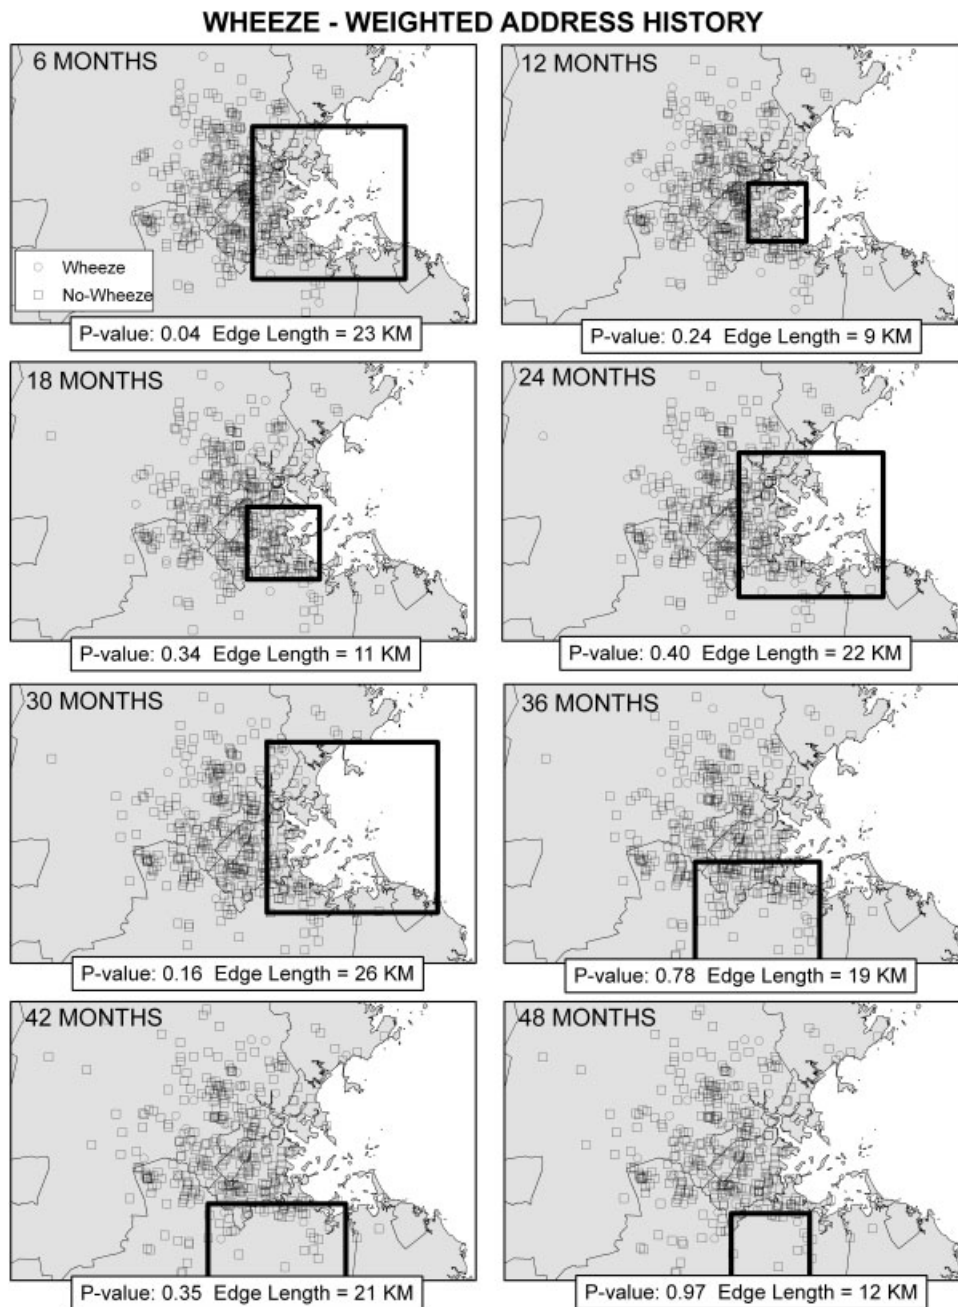 WHEEZE - WEIGHTED ADDRESS HISTORY
6 MONTHS
Wheeze
No-Wheeze
P-value: 0.04 Edge Length = 23 KM
12 MONTHS
P-value: 0.24 Edge Length = 9 KM
18 MONTHS
P-value: 0.34 Edge Length = 11 KM
24 MONTHS
P-value: 0.40 Edge Length = 22 KM
30 MONTHS
P-value: 0.16 Edge Length = 26 KM
36 MONTHS
P-value: 0.78 Edge Length = 19 KM
42 MONTHS
P-value: 0.35 Edge Length = 21 KM
48 MONTHS
P-value: 0.97 Edge Length = 12 KM